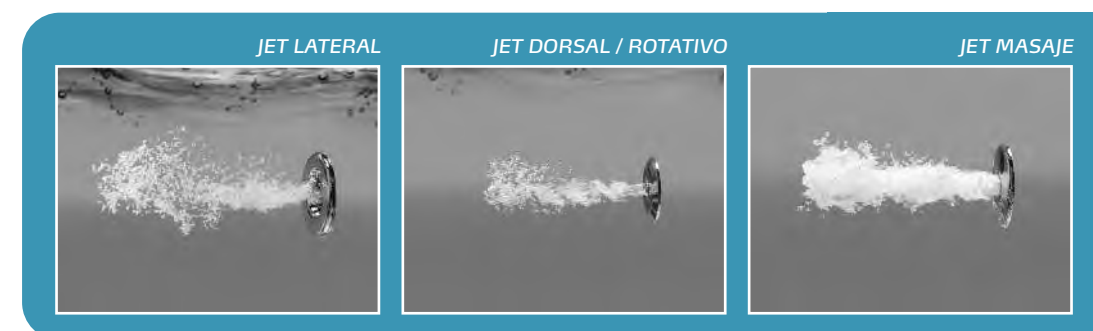 JET LATERAL
JET DORSAL / ROTATIVO
JET MASAJE